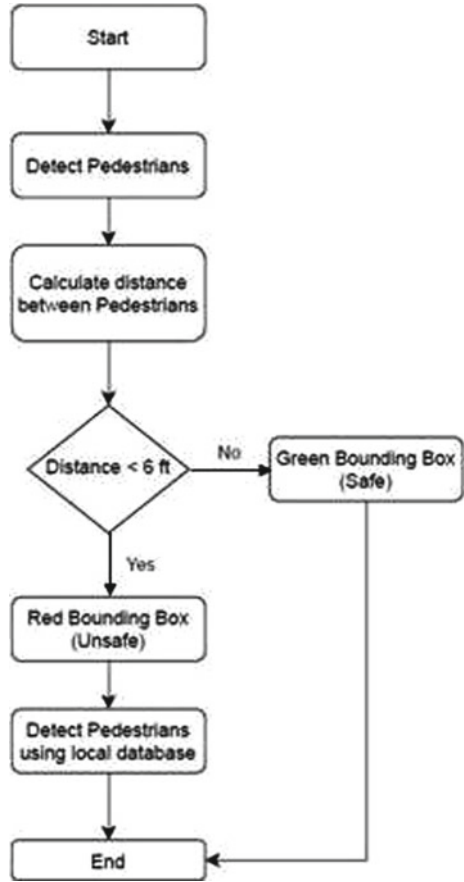 Start
Detect Pedestrians
Calculate distance
between Pedestrians
Distance < 6 ft
No
Green Bounding Box
(Safe)
Yes
Red Bounding Box
(Unsafe)
Detect Pedestrians
using local database
End